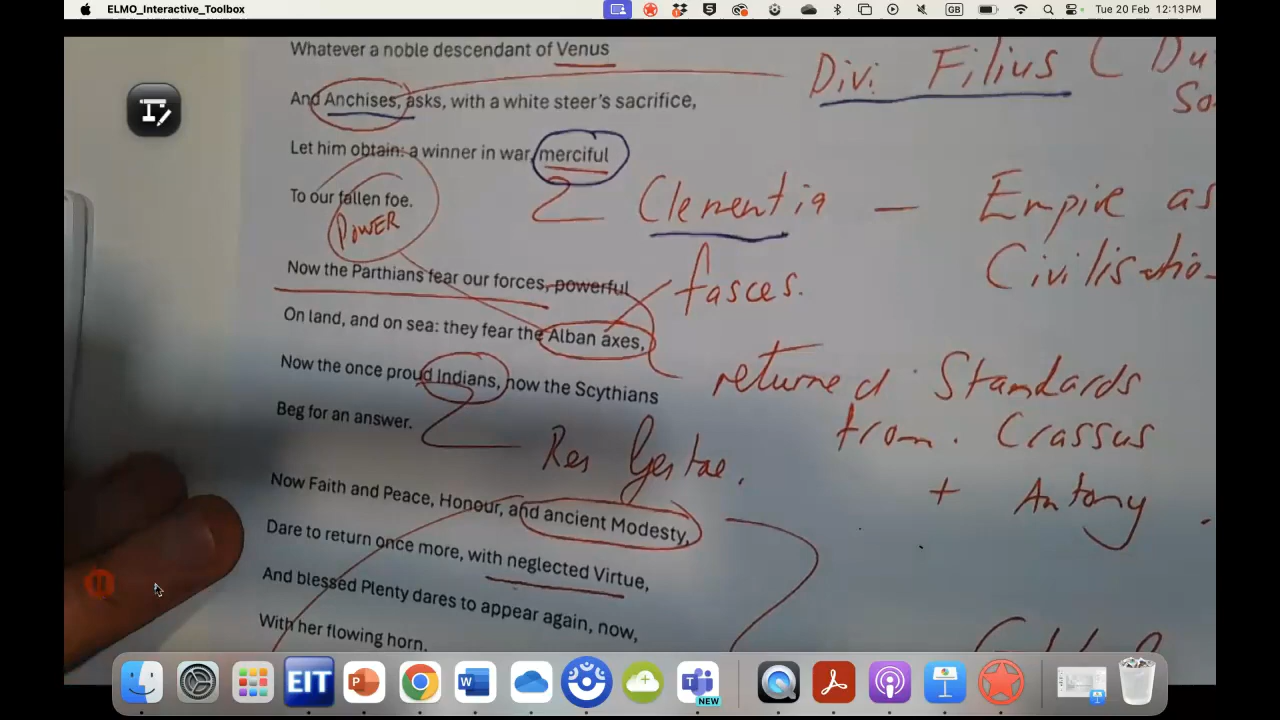 ELMO_Interactive_Toolbox
GB
Tue 20 Feb 12:13 PM
Whatever a noble descendant of Venus
Divi Filius (
And Anchises, asks, with a white steer's sacrifice,
Let him obtain: a winner in war, merciful
To our fallen foe.
POWER
Clementia — Empire as
Civilisatio
Now the Parthians fear our forces, powerful
fasces.
On land, and on sea: they fear the Alban axes,
Now the once proud Indians, now the Scythians
returned Standards
Beg for an answer.
from. Crassus
Res Gestae.
+ Antony.
Now Faith and Peace, Honour, and ancient Modesty,
Dare to return once more, with neglected Virtue,
And blessed Plenty dares to appear again, now,
With her flowing horn.
EIT
P
W
T
NEW